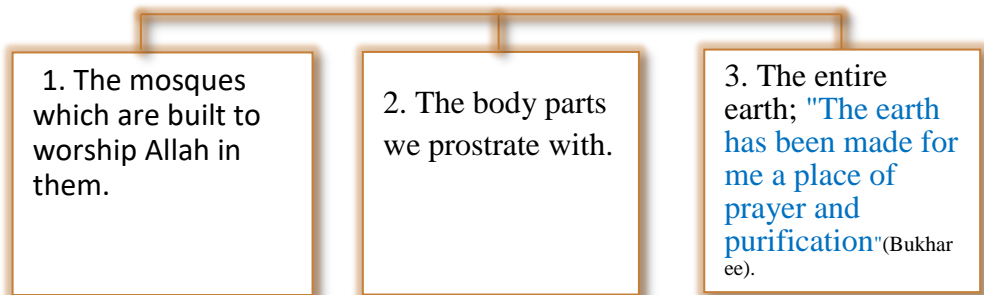 1. The mosques
which are built to
worship Allah in
them.
2. The body parts
we prostrate with.
3. The entire
earth; "The earth
has been made for
me a place of
prayer and
purification"(Bukhar
ee).